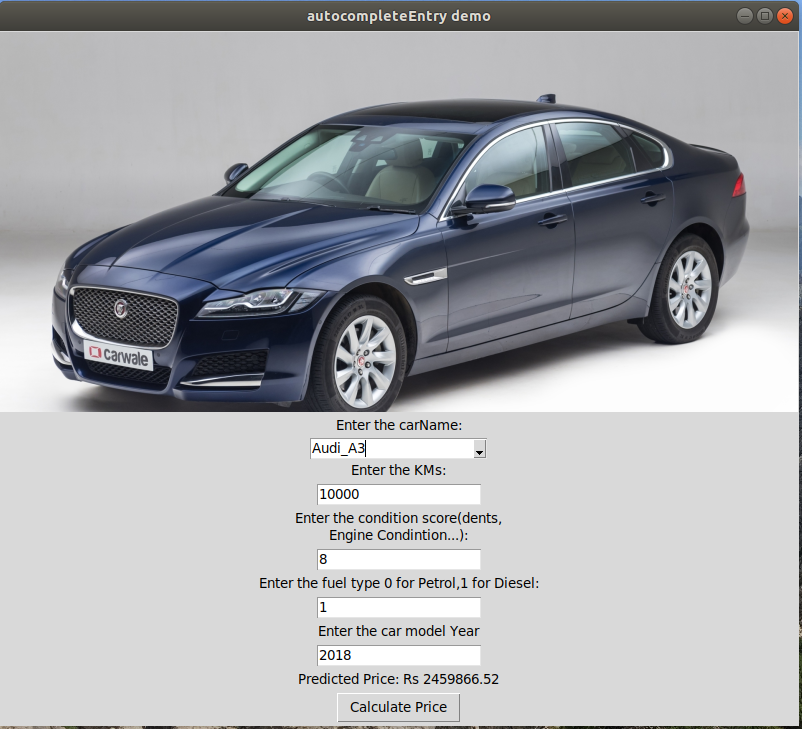 autocompleteEntry demo
carwale
Enter the carName:
Audi_A3
Enter the KMs:
10000
Enter the condition score(dents,
Engine Condintion...):
8
Enter the fuel type 0 for Petrol,1 for Diesel:
1
Enter the car model Year
2018
Predicted Price: Rs 2459866.52
Calculate Price